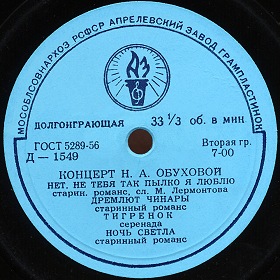 МОСОБЛСОВНАРХОЗ РСФСР АПРЕЛЕВСКИЙ ЗАВОД ГРАМПЛАСТИНОК
ДОЛГОИГРАЮЩАЯ 33 1/3 об. в мин
ГОСТ 5289-56 Вторая гр.
Д — 1549 7-00
КОНЦЕРТ Н. А. ОБУХОВОЙ
НЕТ, НЕ ТЕБЯ ТАК ПЫЛКО Я ЛЮБЛЮ
старин. романс, сл. М. Лермонтова
ДРЕМЛЮТ ЧИНАРЫ
старинный романс
ТИГРЕНОК
серенада
НОЧЬ СВЕТЛА
старинный романс